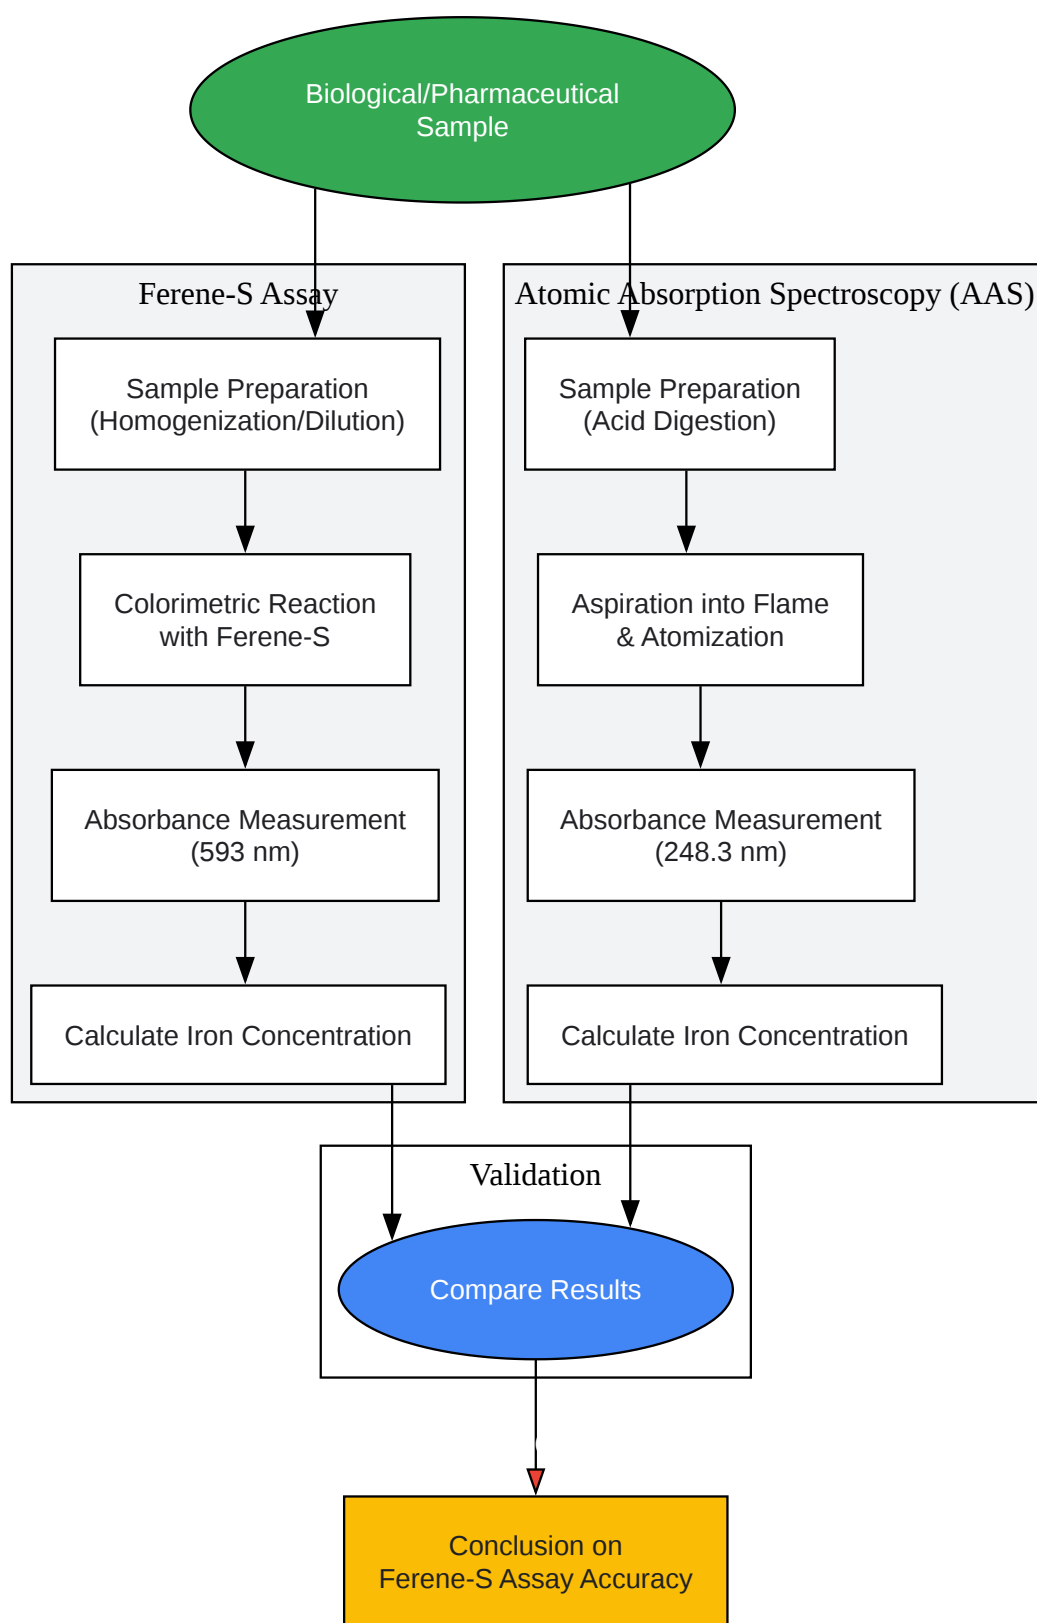 Biological/Pharmaceutical
Sample
Ferene-S Assay
Sample Preparation
(Homogenization/Dilution)
Colorimetric Reaction
with Ferene-S
Absorbance Measurement
(593 nm)
Calculate Iron Concentration
Atomic Absorption Spectroscopy (AAS)
Sample Preparation
(Acid Digestion)
Aspiration into Flame
& Atomization
Absorbance Measurement
(248.3 nm)
Calculate Iron Concentration
Validation
Compare Results
Conclusion on
Ferene-S Assay Accuracy